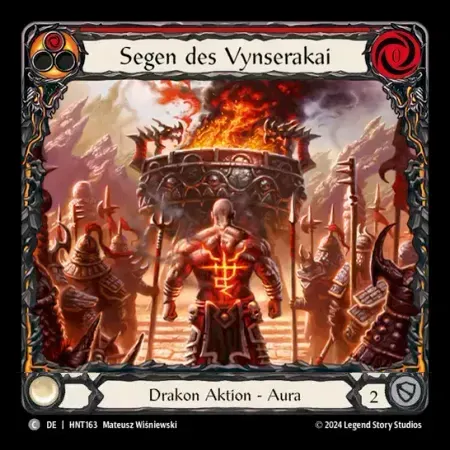 Segen des Vynserakai
Drakon Aktion - Aura
2
C DE | HNT163 Mateusz Wiśniewski
© 2024 Legend Story Studios